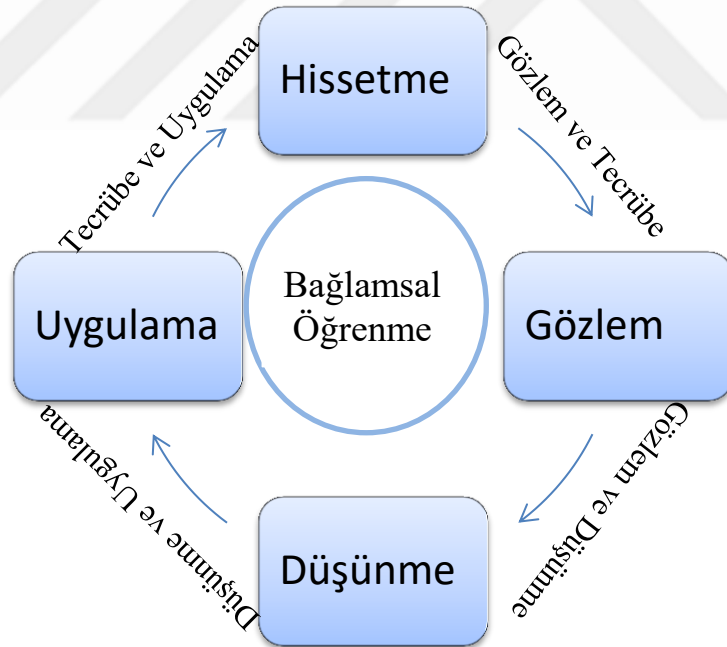 Hissetme
Tecrübe ve Uygulama
Gözlem ve Tecrübe
Bağlamsal
Öğrenme
Uygulama
Gözlem
Düşünme ve Uygulama
Gözlem ve Düşünme
Düşünme